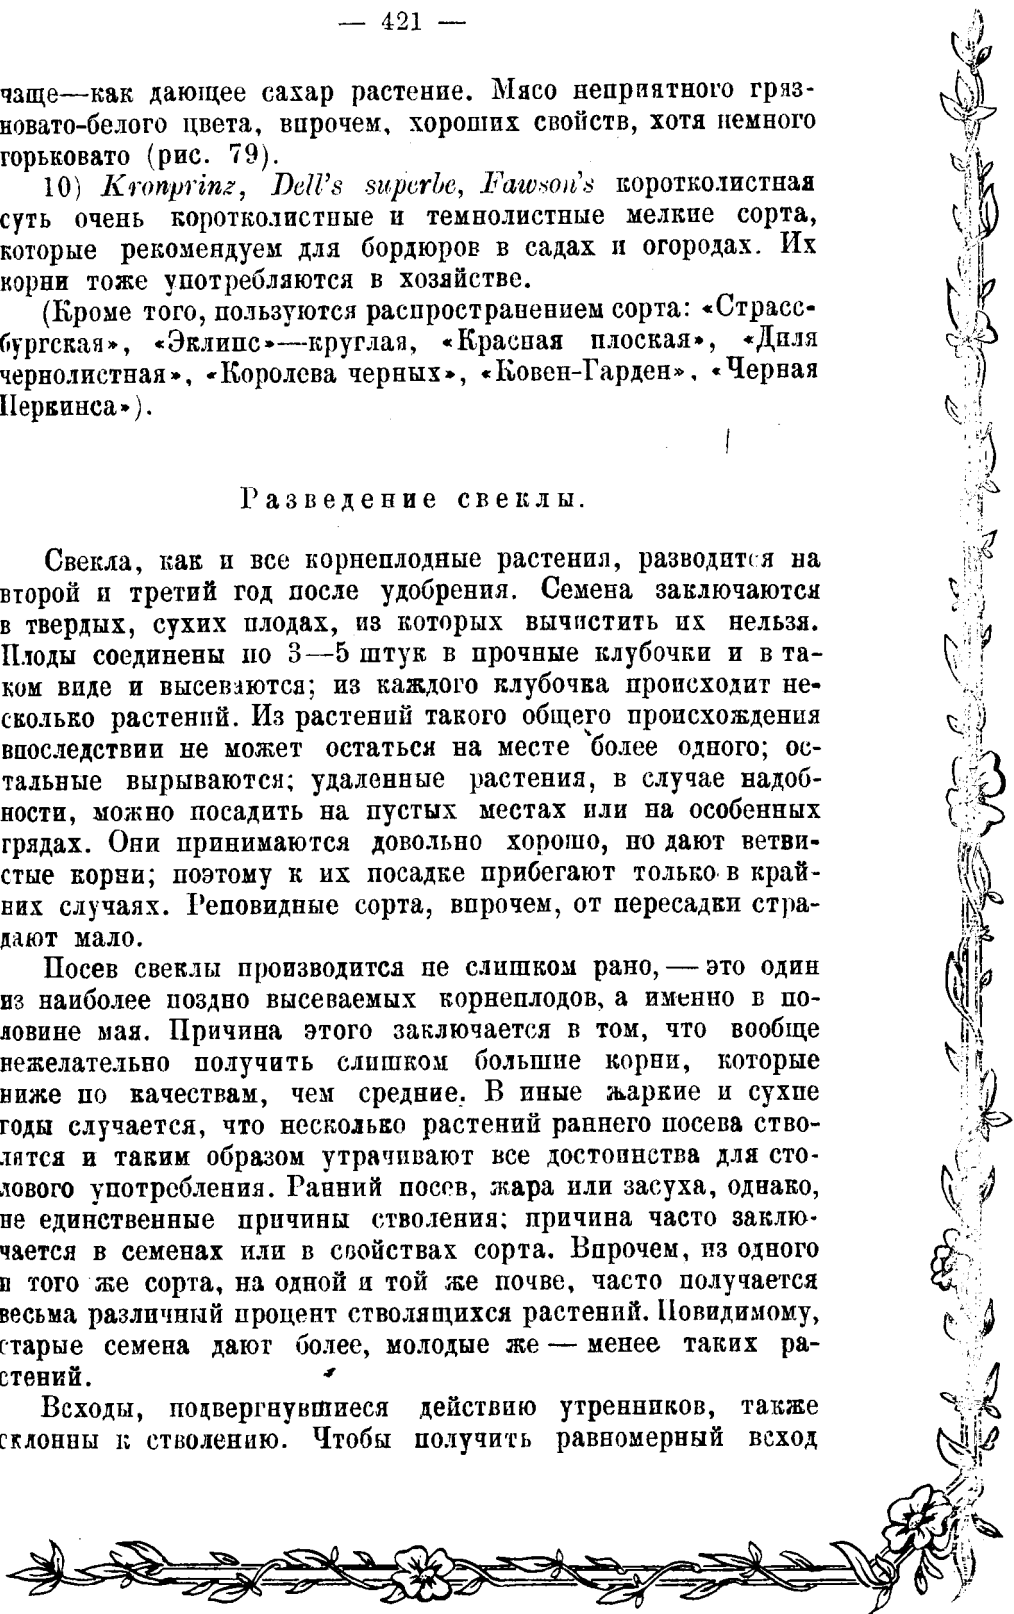 — 421 —
чаще—как дающее сахар растение. Мясо неприятного гряз-
новато-белого цвета, впрочем, хороших свойств, хотя немного
горьковато (рис. 79).
10) Kronprinz, Dell's superbe, Fawson's коротколистная
суть очень коротколистные и темнолистные мелкие сорта,
которые рекомендуем для бордюров в садах и огородах. Их
корни тоже употребляются в хозяйстве.
(Кроме того, пользуются распространением сорта: «Страсс-
бургская», «Эклипс»—круглая, «Красная плоская», «Диля
чернолистная», «Королева черных», «Ковен-Гарден», «Черная
Перкинса»).
Разведение свеклы.
Свекла, как и все корнеплодные растения, разводится на
второй и третий год после удобрения. Семена заключаются
в твердых, сухих плодах, из которых вычистить их нельзя.
Плоды соединены по 3—5 штук в прочные клубочки и в та-
ком виде и высеваются; из каждого клубочка происходит не-
сколько растений. Из растений такого общего происхождения
впоследствии не может остаться на месте более одного; ос-
тальные вырываются; удаленные растения, в случае надоб-
ности, можно посадить на пустых местах или на особенных
грядах. Они принимаются довольно хорошо, но дают ветви-
стые корни; поэтому к их посадке прибегают только в край-
них случаях. Реповидные сорта, впрочем, от пересадки стра-
дают мало.
Посев свеклы производится не слишком рано, — это один
из наиболее поздно высеваемых корнеплодов, а именно в по-
ловине мая. Причина этого заключается в том, что вообще
нежелательно получить слишком большие корни, которые
ниже по качествам, чем средние. В иные жаркие и сухие
годы случается, что несколько растений раннего посева ство-
лятся и таким образом утрачивают все достоинства для сто-
лового употребления. Ранний посев, жара или засуха, однако,
не единственные причины стволения; причина часто заклю-
чается в семенах или в свойствах сорта. Впрочем, из одного
и того же сорта, на одной и той же почве, часто получается
весьма различный процент стволящихся растений. Повидимому,
старые семена дают более, молодые же — менее таких ра-
стений.
Всходы, подвергнувшиеся действию утренников, также
склонны к стволению. Чтобы получить равномерный всход